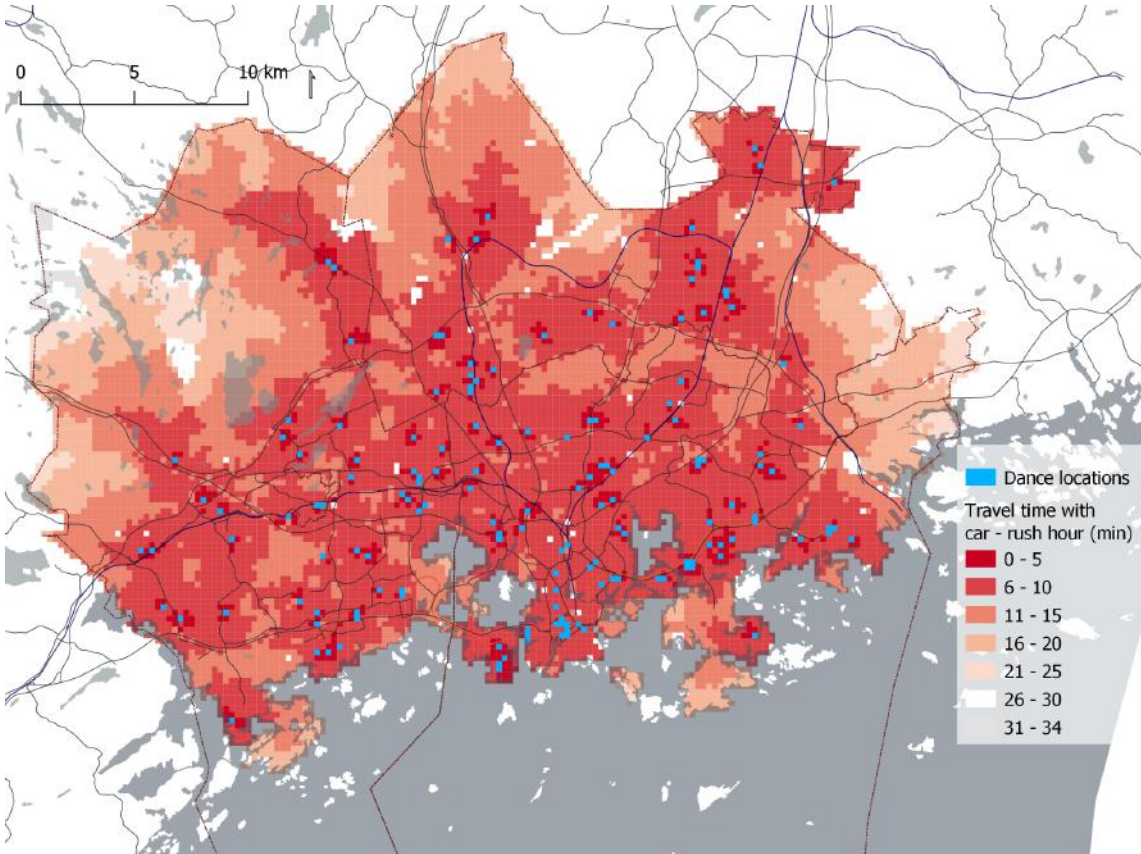 0 5 10 km
Dance locations
Travel time with
car - rush hour (min)
0 - 5
6 - 10
11 - 15
16 - 20
21 - 25
26 - 30
31 - 34